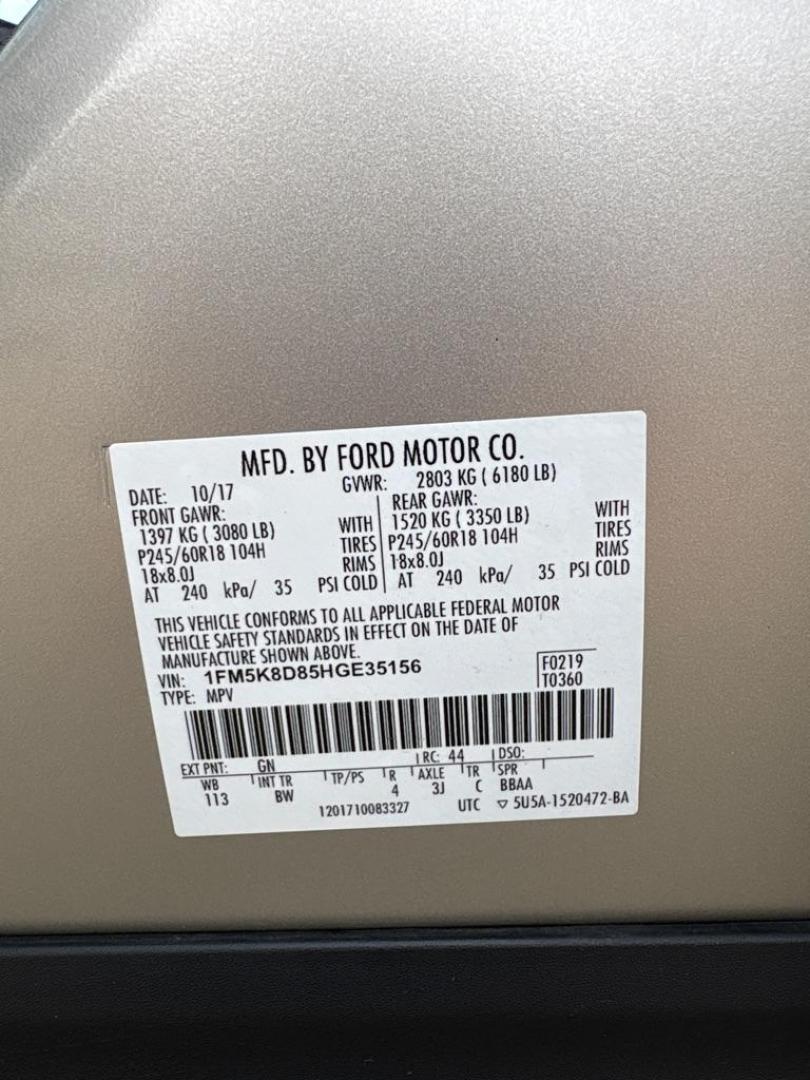 MFD. BY FORD MOTOR CO.
DATE: 10/17 GVWR: 2803 KG ( 6180 LB)
FRONT GAWR: REAR GAWR:
1397 KG ( 3080 LB) WITH 1520 KG ( 3350 LB) WITH
P245/60R18 104H TIRES P245/60R18 104H TIRES
18x8.0J RIMS 18x8.0J RIMS
AT 240 kPa/ 35 PSI COLD AT 240 kPa/ 35 PSI COLD
THIS VEHICLE CONFORMS TO ALL APPLICABLE FEDERAL MOTOR
VEHICLE SAFETY STANDARDS IN EFFECT ON THE DATE OF
MANUFACTURE SHOWN ABOVE.
VIN: 1FM5K8D85HGE35156 F0219
TYPE: MPV T0360
EXT PNT: GN RC: 44 DSO:
WB INT TR TP/PS R AXLE TR SPR
113 BW 4 3J C BBAA
1201710083327 UTC ▽ 5U5A-1520472-BA